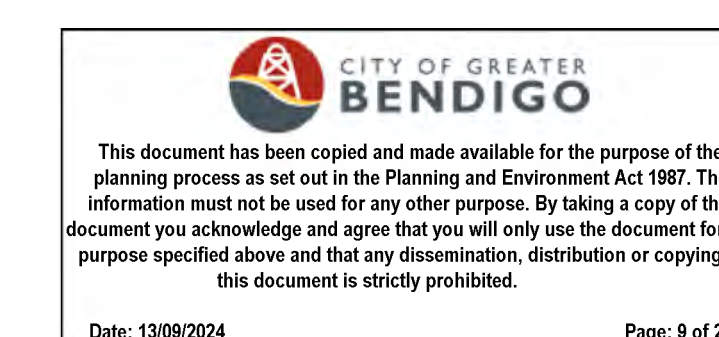 CITY OF GREATER
BENDIGO
This document has been copied and made available for the purpose of the
planning process as set out in the Planning and Environment Act 1987. Th
information must not be used for any other purpose. By taking a copy of th
document you acknowledge and agree that you will only use the document for
purpose specified above and that any dissemination, distribution or copying
this document is strictly prohibited.
Date: 13/09/2024 Page: 9 of 2